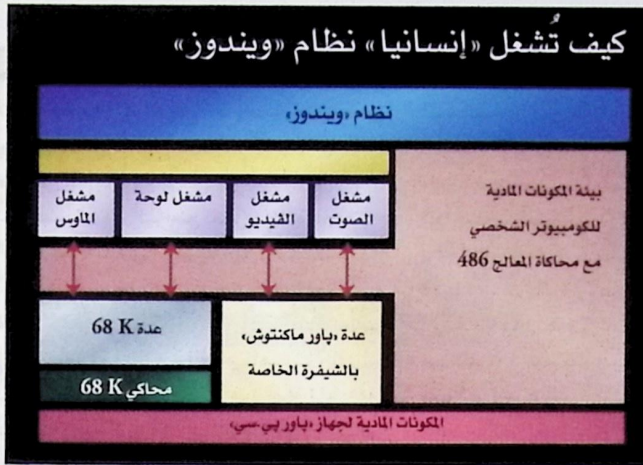 كيف تُشغل «إنسانيا» نظام «ويندوز»
نظام «ويندوز»
بيئة المكونات المادية
للكومبيوتر الشخصي
مع محاكاة المعالج 486
مشغل
الصوت
مشغل
الفيديو
مشغل لوحة
مشغل
الماوس
عدة «باور ماكنتوش»
بالشيفرة الخاصة
عدة 68 K
محاكي 68 K
المكونات المادية لجهاز «باور پي.سي»